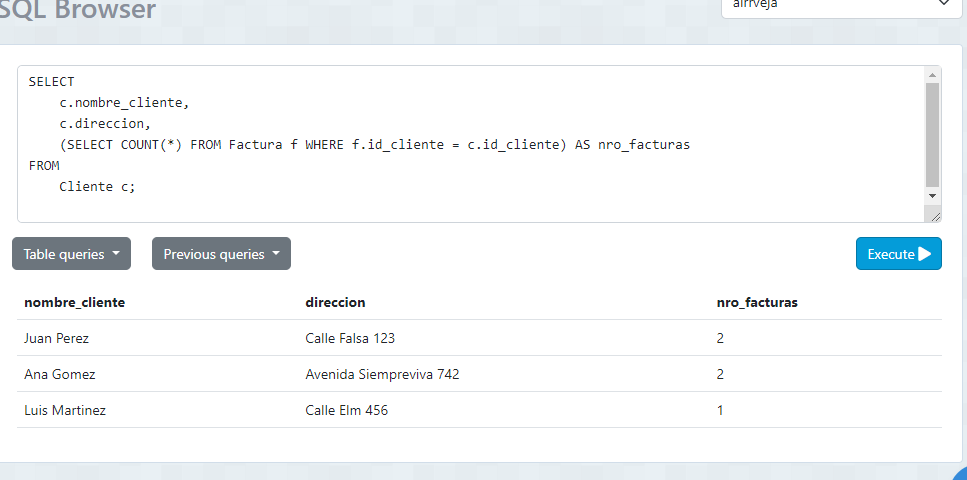 SQL Browser
airrveja
SELECT
c.nombre_cliente,
c.direccion,
(SELECT COUNT(*) FROM Factura f WHERE f.id_cliente = c.id_cliente) AS nro_facturas
FROM
Cliente c;
Table queries
Previous queries
Execute
nombre_cliente direccion nro_facturas
Juan Perez Calle Falsa 123 2
Ana Gomez Avenida Siempreviva 742 2
Luis Martinez Calle Elm 456 1